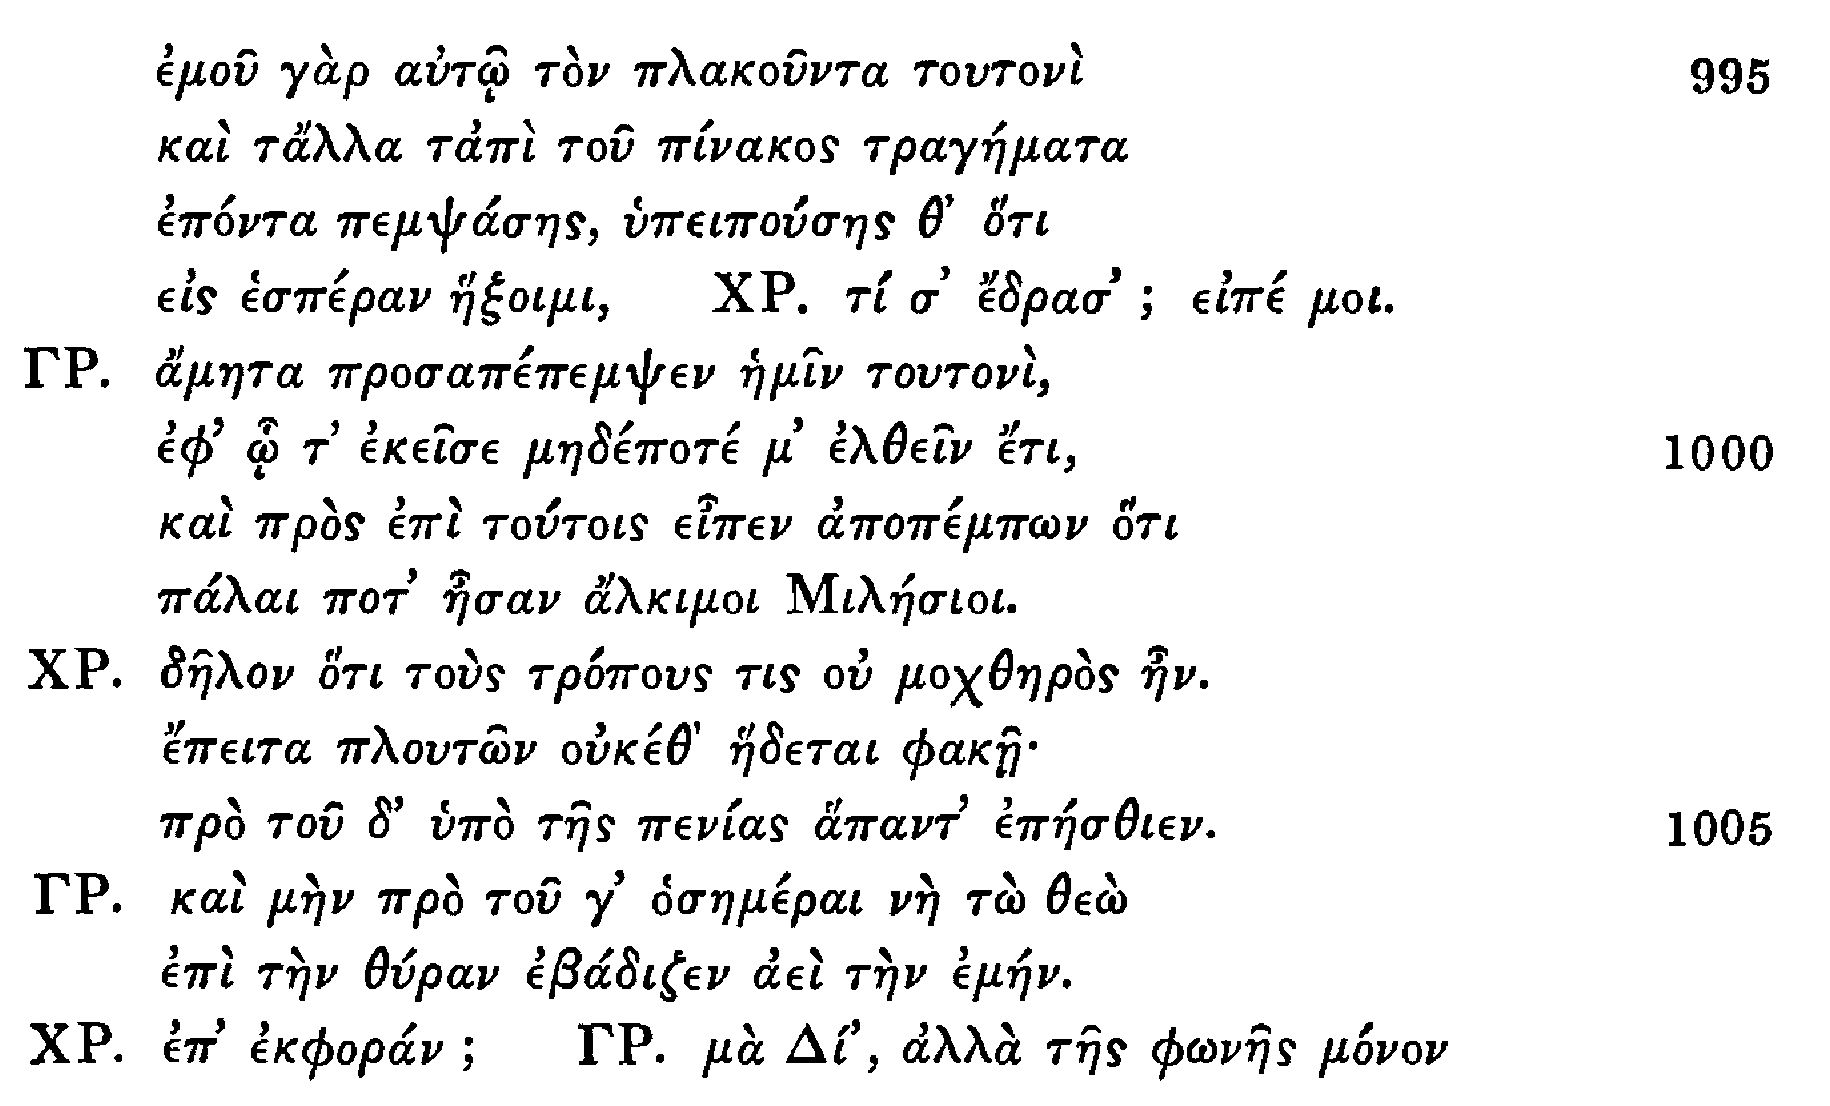 ἐμοῦ γὰρ αὐτῷ τὸν πλακοῦντα τουτονὶ 995
καὶ τἄλλα τἀπὶ τοῦ πίνακος τραγήματα
ἐπόντα πεμψάσης, ὑπειπούσης θ' ὅτι
εἰς ἑσπέραν ἥξοιμι, ΧΡ. τί σ' ἔδρασ'; εἰπέ μοι.
ΓΡ. ἄμητα προσαπέπεμψεν ἡμῖν τουτονὶ,
ἐφ' ᾧ τ' ἐκεῖσε μηδέποτέ μ' ἐλθεῖν ἔτι, 1000
καὶ πρὸς ἐπὶ τούτοις εἶπεν ἀποπέμπων ὅτι
πάλαι ποτ' ἦσαν ἄλκιμοι Μιλήσιοι.
ΧΡ. δῆλον ὅτι τοὺς τρόπους τις οὐ μοχθηρὸς ἦν.
ἔπειτα πλουτῶν οὐκέθ' ἥδεται φακῇ·
πρὸ τοῦ δ' ὑπὸ τῆς πενίας ἅπαντ' ἐπήσθιεν. 1005
ΓΡ. καὶ μὴν πρὸ τοῦ γ' ὁσημέραι νὴ τὼ θεὼ
ἐπὶ τὴν θύραν ἐβάδιζεν ἀεὶ τὴν ἐμήν.
ΧΡ. ἐπ' ἐκφοράν; ΓΡ. μὰ Δί', ἀλλὰ τῆς φωνῆς μόνον